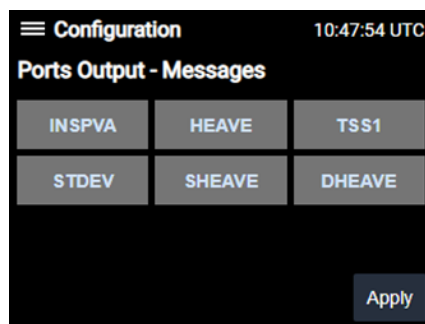 Configuration 10:47:54 UTC
Ports Output - Messages
INSPVA HEAVE TSS1
STDEV SHEAVE DHEAVE
Apply